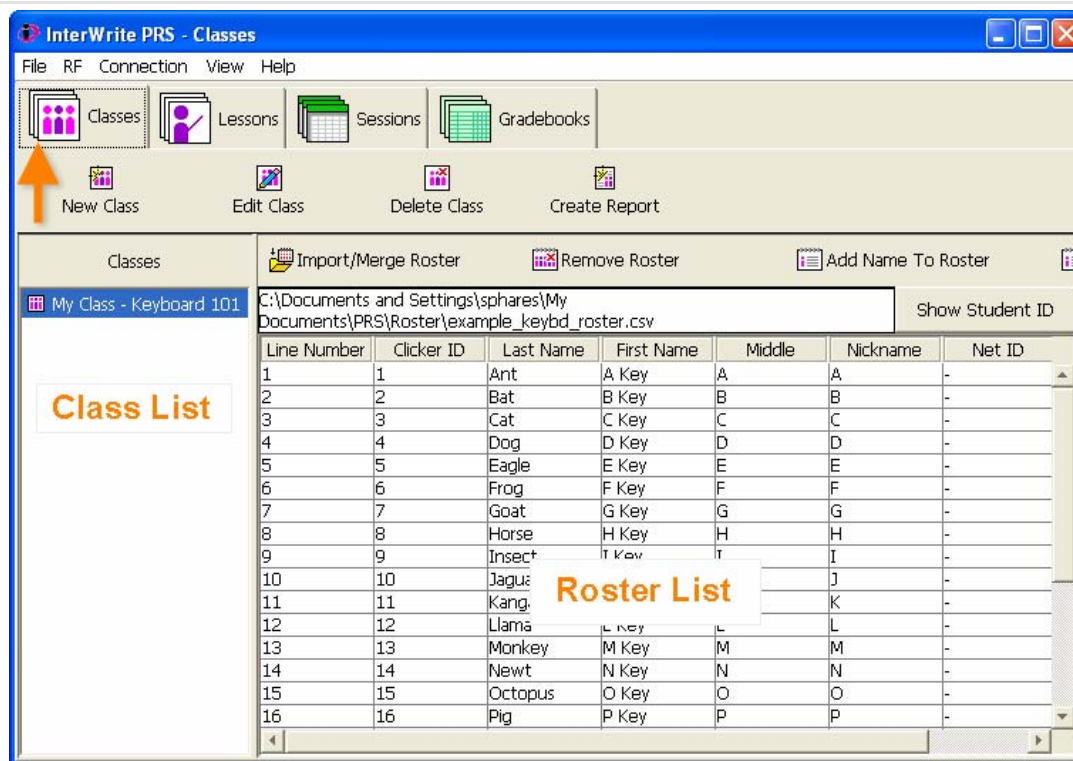 InterWrite PRS - Classes
File RF Connection View Help
Classes Lessons Sessions Gradebooks
New Class Edit Class Delete Class Create Report
Classes Import/Merge Roster Remove Roster Add Name To Roster
My Class - Keyboard 101
C:\Documents and Settings\sphares\My
Documents\PRS\Roster\example_keybd_roster.csv
Show Student ID
Line Number Clicker ID Last Name First Name Middle Nickname Net ID
1 1 Ant A Key A A -
2 2 Bat B Key B B -
3 3 Cat C Key C C -
Class List
4 4 Dog D Key D D -
5 5 Eagle E Key E E -
6 6 Frog F Key F F -
7 7 Goat G Key G G -
8 8 Horse H Key H H -
9 9 Insect I Key I I -
10 10 J -
Roster List
11 11 K -
12 12 Llama L Key L L -
13 13 Monkey M Key M M -
14 14 Newt N Key N N -
15 15 Octopus O Key O O -
16 16 Pig P Key P P -